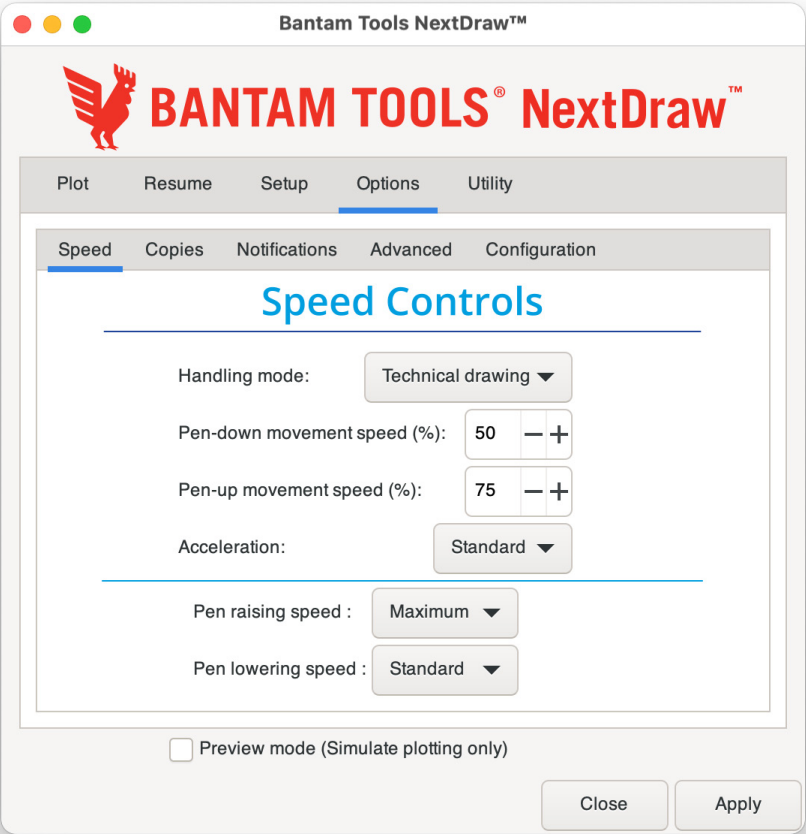 Bantam Tools NextDraw™
BANTAM TOOLS® NextDraw™
Plot Resume Setup Options Utility
Speed Copies Notifications Advanced Configuration
Speed Controls
Handling mode: Technical drawing
Pen-down movement speed (%): 50
Pen-up movement speed (%): 75
Acceleration: Standard
Pen raising speed : Maximum
Pen lowering speed : Standard
Preview mode (Simulate plotting only)
Close Apply